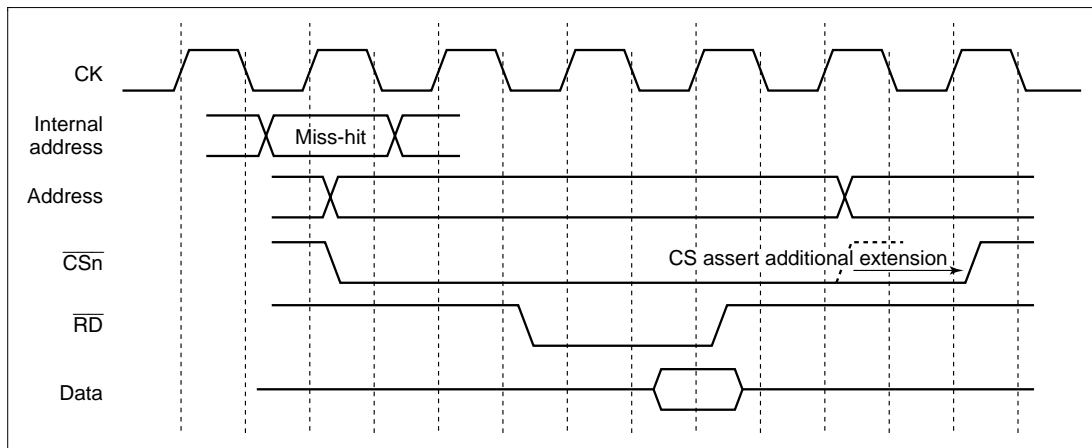 CK
Internal
address
Miss-hit
Address
CSn
CS assert additional extension
RD
Data